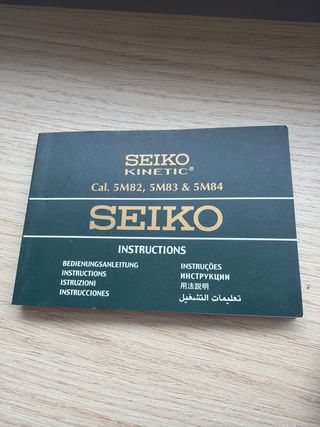 SEIKO
KINETIC®
Cal. 5M82, 5M83 & 5M84
SEIKO
INSTRUCTIONS
BEDIENUNGSANLEITUNG
INSTRUCTIONS
ISTRUZIONI
INSTRUCCIONES
INSTRUÇÕES
ИНСТРУКЦИИ
用法説明
تعليمات التشغيل